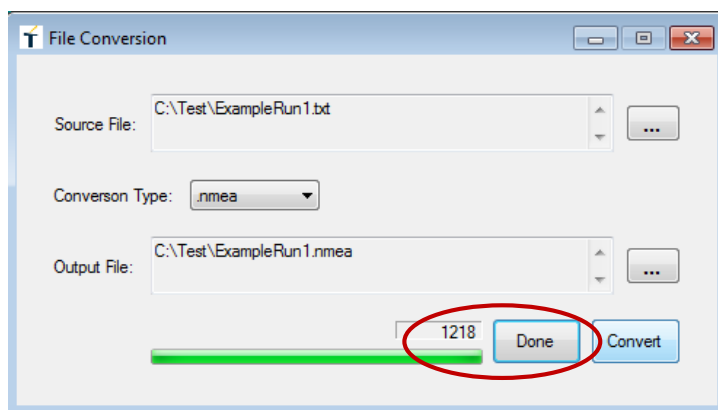 File Conversion
C:\Test\ExampleRun1.txt
Source File:
...
Converson Type: .nmea
C:\Test\ExampleRun1.nmea
Output File:
...
1218
Done
Convert